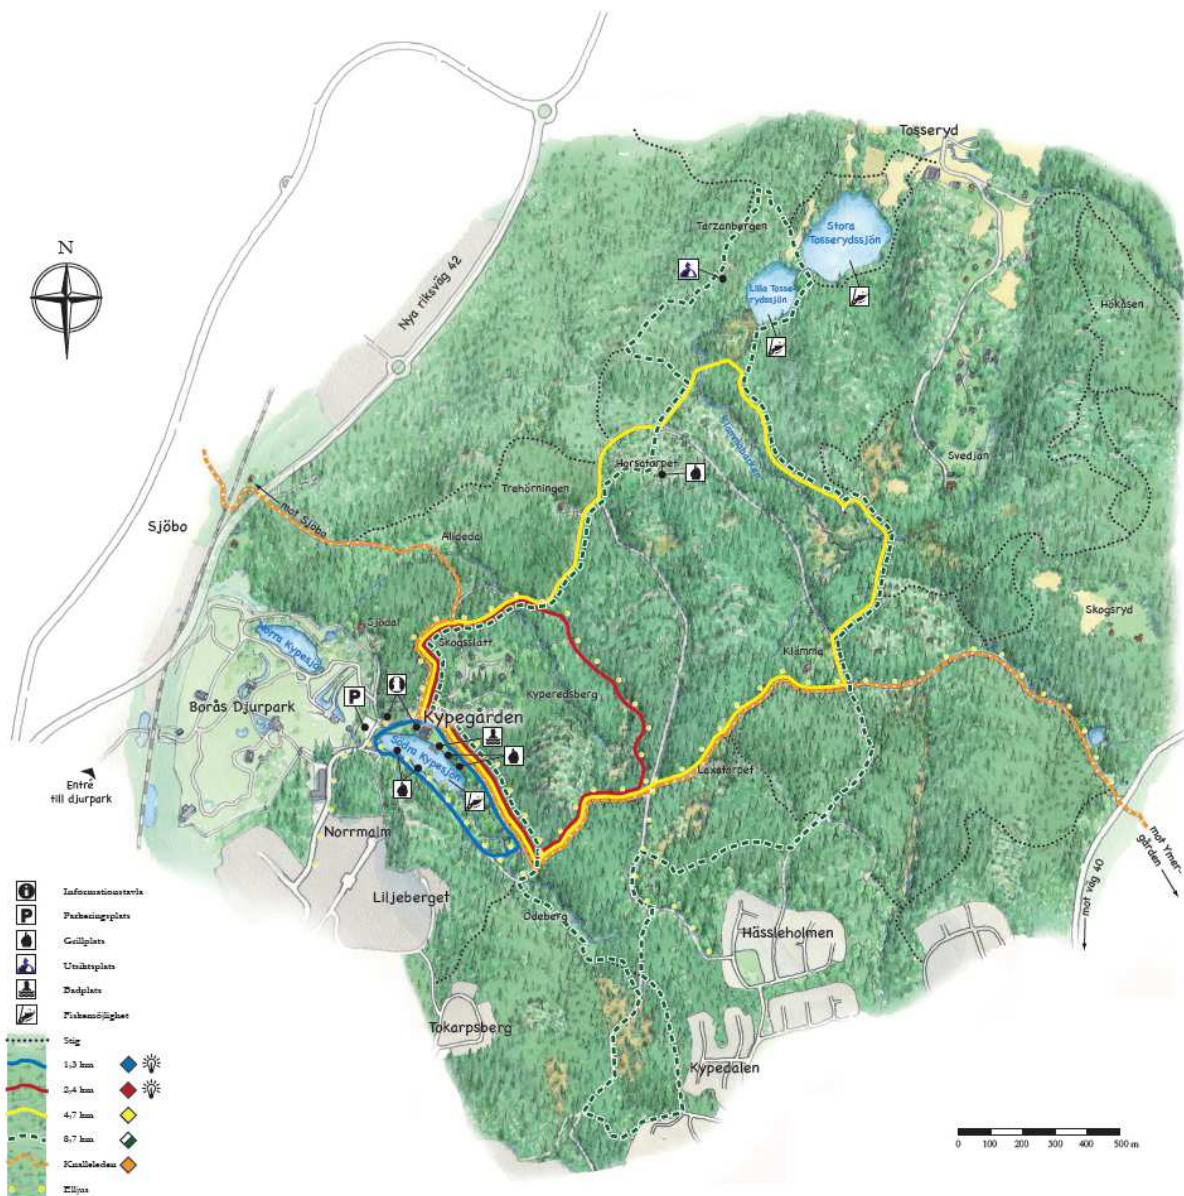 Tosseryd
Tarzanbergen
Stora
Tosserydssjön
N
Nya riksväg 42
Lilla Tosse-
rydssjön
Hökåsen
Horsatorpet
Svedjan
Trehörningen
Sjöbo
mot Sjöbo
Alidedal
Skogsryd
Sjödal
Skogsslätt
Norra Kypesjön
Klämma
Borås Djurpark
P
Kyperedsberg
Kypegården
Södra Kypesjön
Laxatorpet
Entré
till djurpark
Norrmalm
mot Ymer-
gården
mot väg 40
Liljeberget
Ödeberg
Hässleholmen
Tokarpsberg
Kypedalen
Informationstavla
P Parkeringsplats
Grillplats
Utsiktsplats
Badplats
Fiskemöjlighet
Stig
1,3 km
2,4 km
4,7 km
8,7 km
Knalleleden
Elljus
0 100 200 300 400 500 m